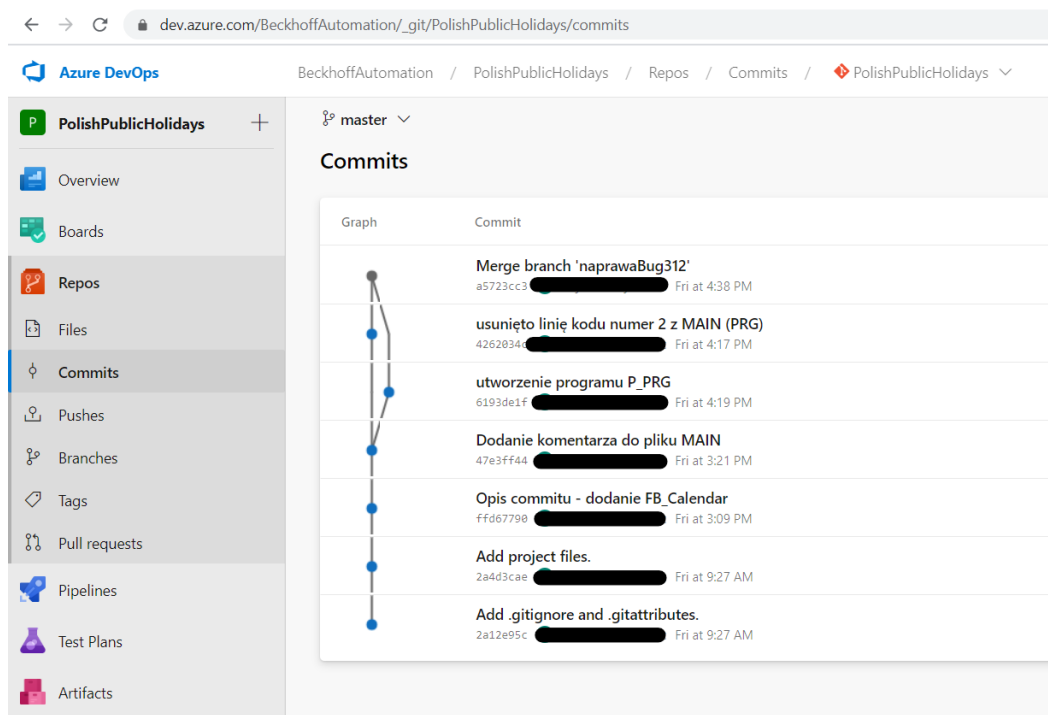 dev.azure.com/BeckhoffAutomation/_git/PolishPublicHolidays/commits
Azure DevOps
BeckhoffAutomation / PolishPublicHolidays / Repos / Commits / PolishPublicHolidays
P PolishPublicHolidays
master
Commits
Overview
Boards
Repos
Files
Commits
Pushes
Branches
Tags
Pull requests
Pipelines
Test Plans
Artifacts
Graph Commit
Merge branch 'naprawaBug312'
a5723cc3 Fri at 4:38 PM
usunięto linię kodu numer 2 z MAIN (PRG)
4262034c Fri at 4:17 PM
utworzenie programu P_PRG
6193de1f Fri at 4:19 PM
Dodanie komentarza do pliku MAIN
47e3ff44 Fri at 3:21 PM
Opis commitu - dodanie FB_Calendar
ffd67790 Fri at 3:09 PM
Add project files.
2a4d3cae Fri at 9:27 AM
Add .gitignore and .gitattributes.
2a12e95c Fri at 9:27 AM